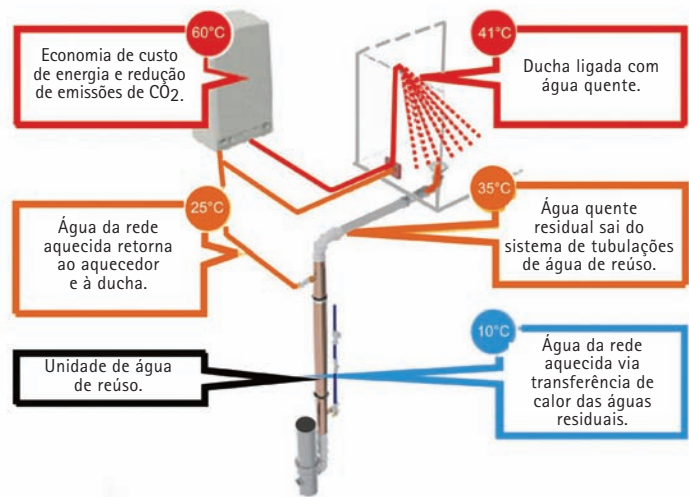 60°C
Economia de custo
de energia e redução
de emissões de CO₂.
41°C
Ducha ligada com
água quente.
25°C
Água da rede
aquecida retorna
ao aquecedor
e à ducha.
35°C
Água quente
residual sai do
sistema de tubulações
de água de reúso.
Unidade de água
de reúso.
10°C
Água da rede
aquecida via
transferência de
calor das águas
residuais.